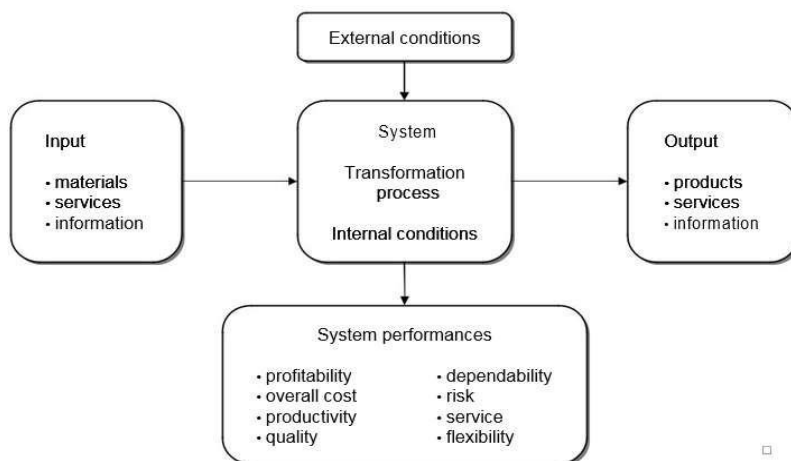 External conditions
Input
• materials
• services
• information
System
Transformation
process
Internal conditions
Output
• products
• services
• information
System performances
• profitability
• overall cost
• productivity
• quality
• dependability
• risk
• service
• flexibility